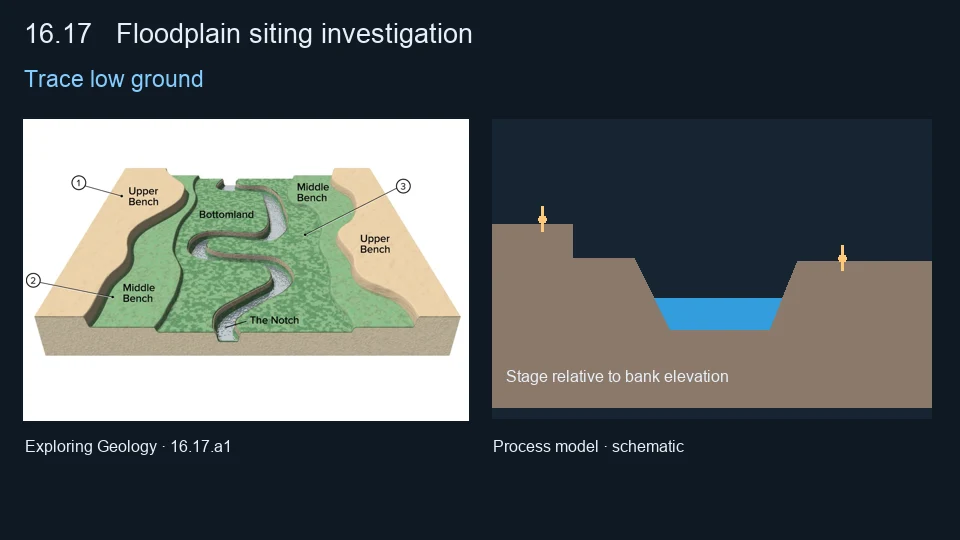 16.17 Floodplain siting investigation
Trace low ground
1
Upper
Bench
Middle
Bench
3
Bottomland
Upper
Bench
2
Middle
Bench
The Notch
Stage relative to bank elevation
Exploring Geology · 16.17.a1
Process model · schematic